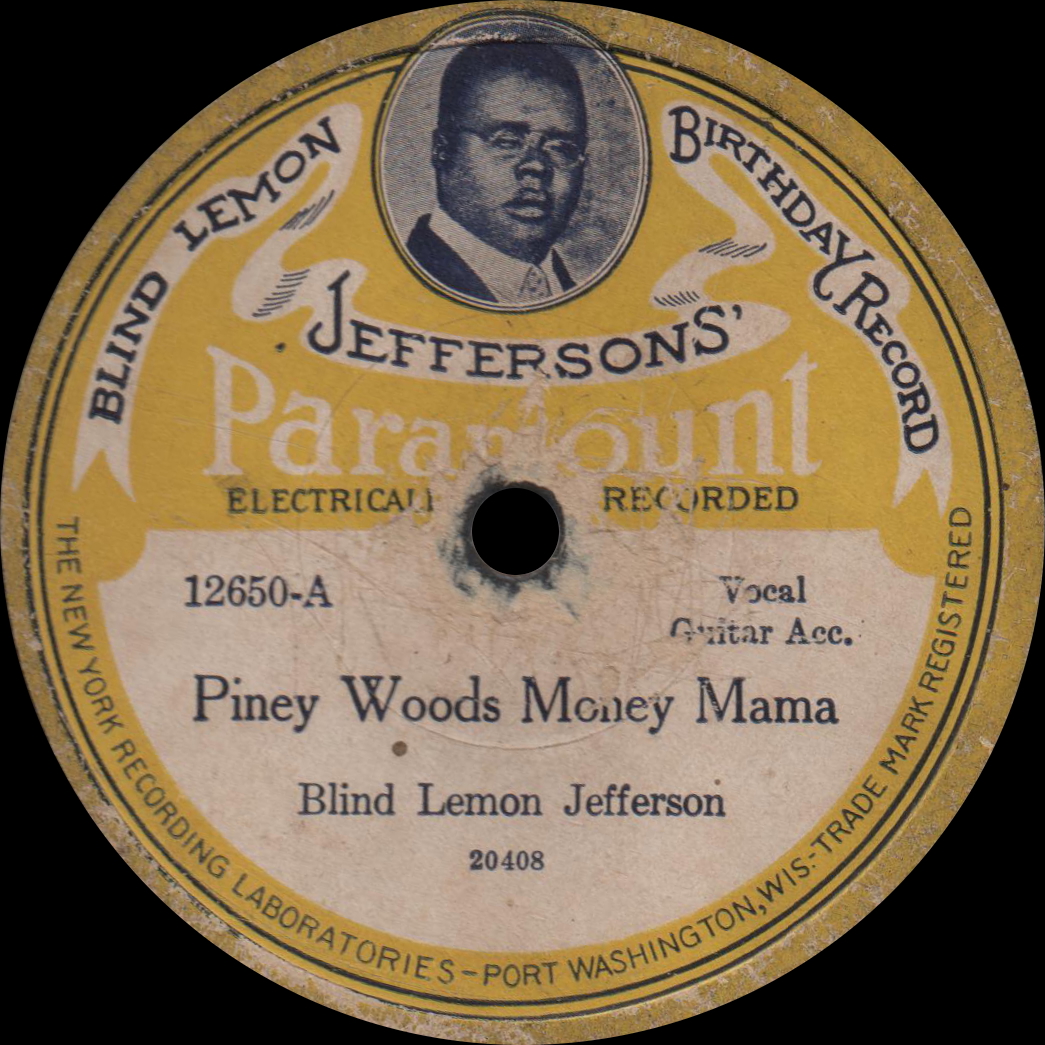 BLIND LEMON
JEFFERSONS'
BIRTHDAY RECORD
Paramount
ELECTRICALL RECORDED
12650-A
Vocal
Guitar Acc.
Piney Woods Money Mama
Blind Lemon Jefferson
20408
THE NEW YORK RECORDING LABORATORIES-PORT WASHINGTON, WIS.-TRADE MARK REGISTERED